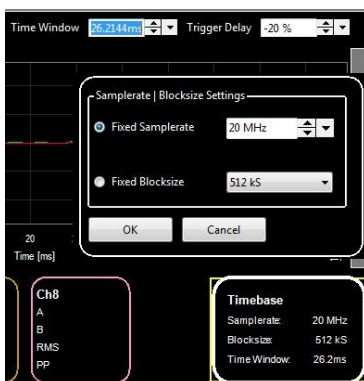 Time Window 26.2144ms Trigger Delay -20 %
Samplerate | Blocksize Settings
Fixed Samplerate 20 MHz
Fixed Blocksize 512 kS
OK Cancel
20
Time [ms]
Ch8
A
B
RMS
PP
Timebase
Samplerate: 20 MHz
Blocksize: 512 kS
Time Window: 26.2ms